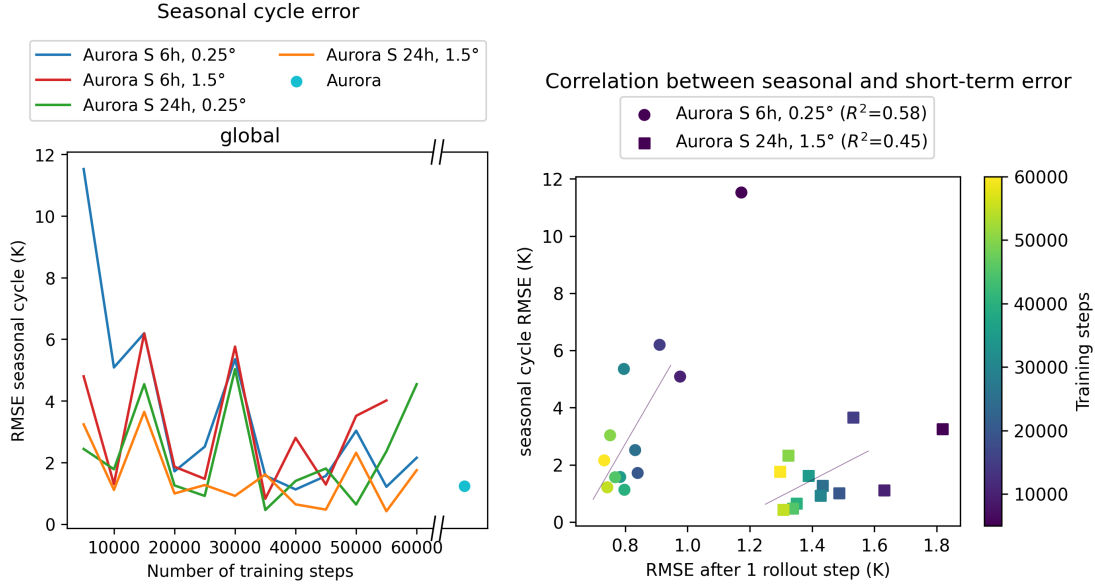 Seasonal cycle error
Aurora S 6h, 0.25°
Aurora S 6h, 1.5°
Aurora S 24h, 0.25°
Aurora S 24h, 1.5°
Aurora
global
RMSE seasonal cycle (K)
12
10
8
6
4
2
0
10000 20000 30000 40000 50000 60000
Number of training steps
Correlation between seasonal and short-term error
Aurora S 6h, 0.25° (R²=0.58)
Aurora S 24h, 1.5° (R²=0.45)
seasonal cycle RMSE (K)
12
10
8
6
4
2
0
0.8 1.0 1.2 1.4 1.6 1.8
RMSE after 1 rollout step (K)
60000
50000
40000
30000
20000
10000
Training steps